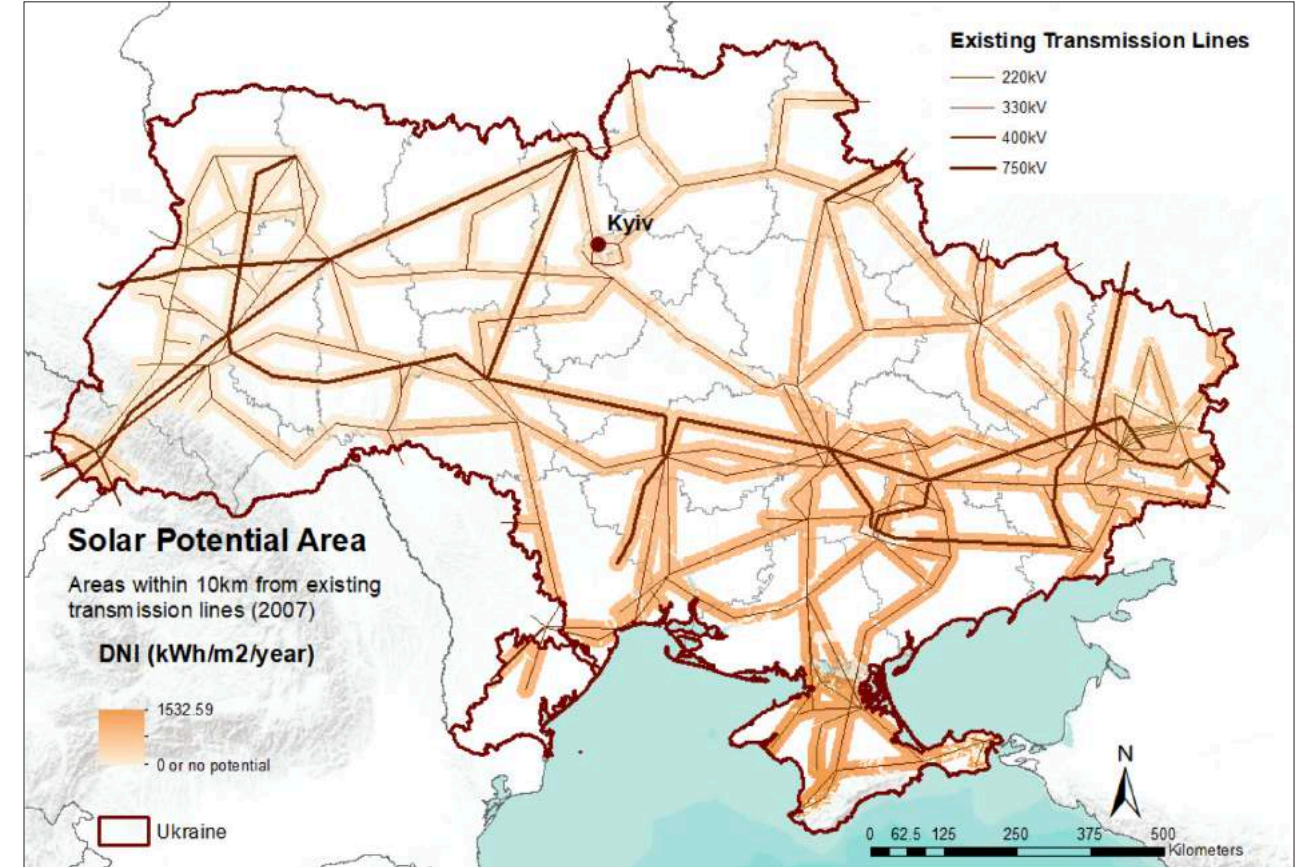 Existing Transmission Lines
220kV
330kV
400kV
750kV
Kyiv
Solar Potential Area
Areas within 10km from existing
transmission lines (2007)
DNI (kWh/m2/year)
1532.59
0 or no potential
Ukraine
N
0 62.5 125 250 375 500
Kilometers